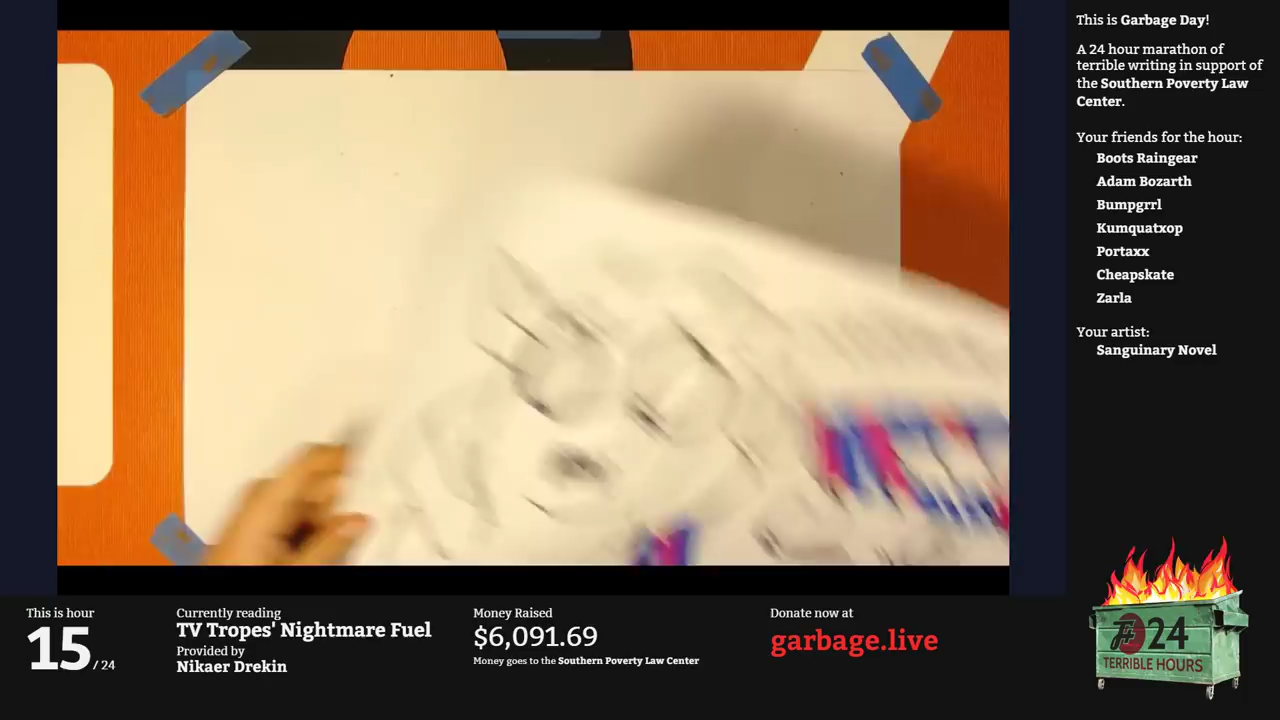 This is Garbage Day!
A 24 hour marathon of
terrible writing in support of
the Southern Poverty Law
Center.
Your friends for the hour:
Boots Raingear
Adam Bozarth
Bumpgrrl
Kumquatxop
Portaxx
Cheapskate
Zarla
Your artist:
Sanguinary Novel
This is hour
15 / 24
Currently reading
TV Tropes' Nightmare Fuel
Provided by
Nikaer Drekin
Money Raised
$6,091.69
Money goes to the Southern Poverty Law Center
Donate now at
garbage.live
24
TERRIBLE HOURS